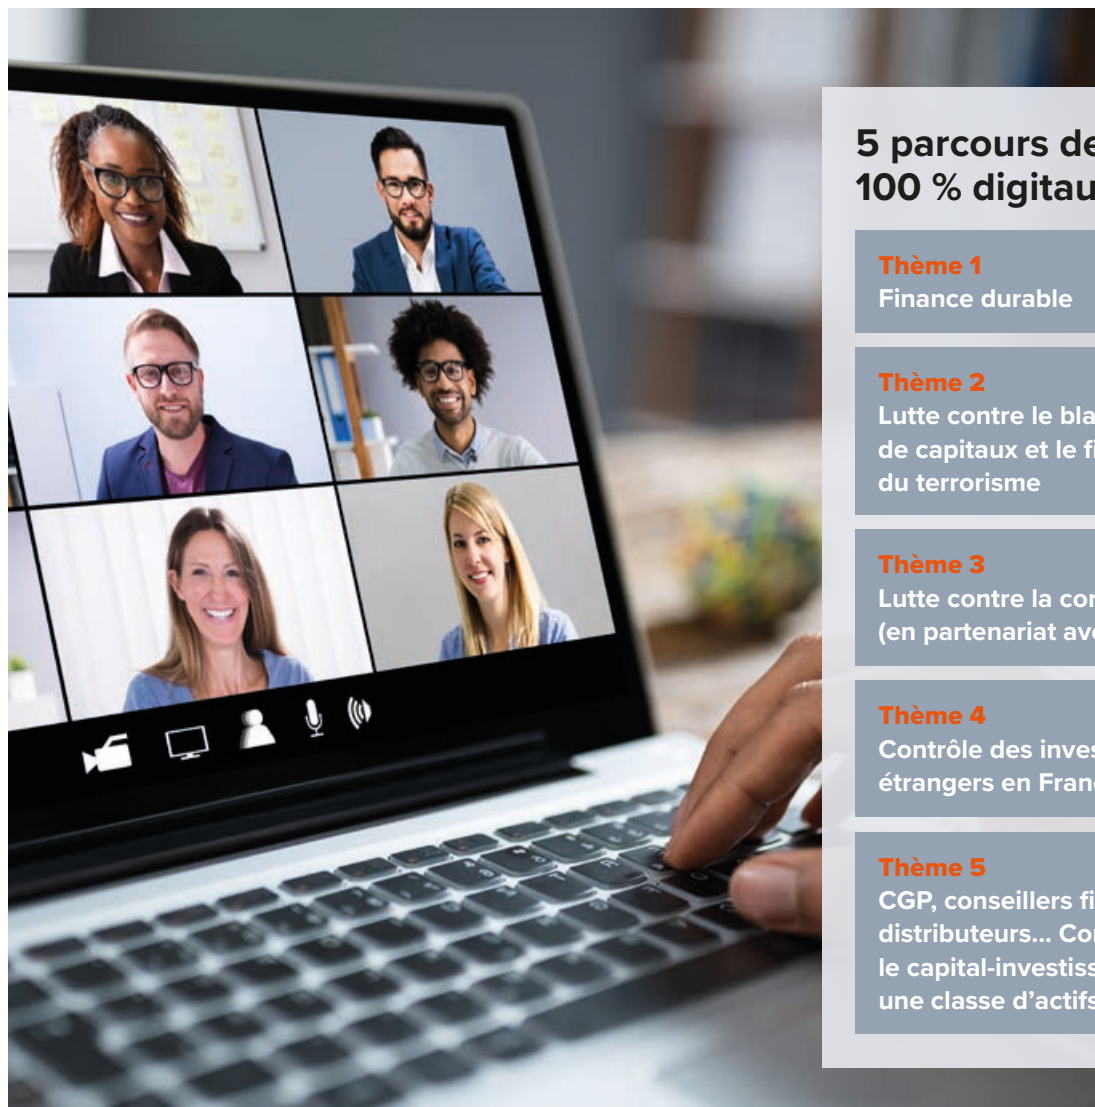 5 parcours de
100 % digitau
Thème 1
Finance durable
Thème 2
Lutte contre le bla
de capitaux et le fi
du terrorisme
Thème 3
Lutte contre la cor
(en partenariat ave
Thème 4
Contrôle des inves
étrangers en Fran
Thème 5
CGP, conseillers fi
distributeurs... Co
le capital-investiss
une classe d’actifs